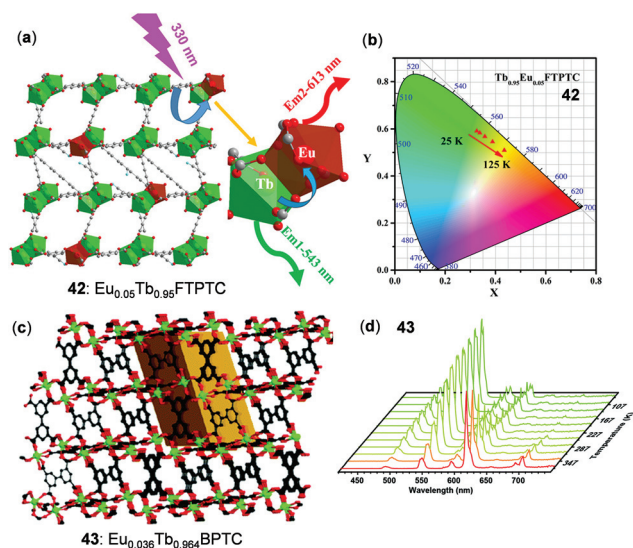 (a)
330 nm
Em2-613 nm
Eu
Tb
Em1-543 nm
42: Eu0.05Tb0.95FTPTC
(b)
Tb0.95Eu0.05FTPTC
42
520
510
540
560
500
580
600
620
700
490
480
470
460
380
25 K
125 K
0.8
0.6
0.4
0.2
0.0
Y
0.0 0.2 0.4 0.6 0.8
X
(c)
43: Eu0.036Tb0.964BPTC
(d)
43
107
167
227
287
347
Temperature (K)
450 500 550 600 650 700
Wavelength (nm)